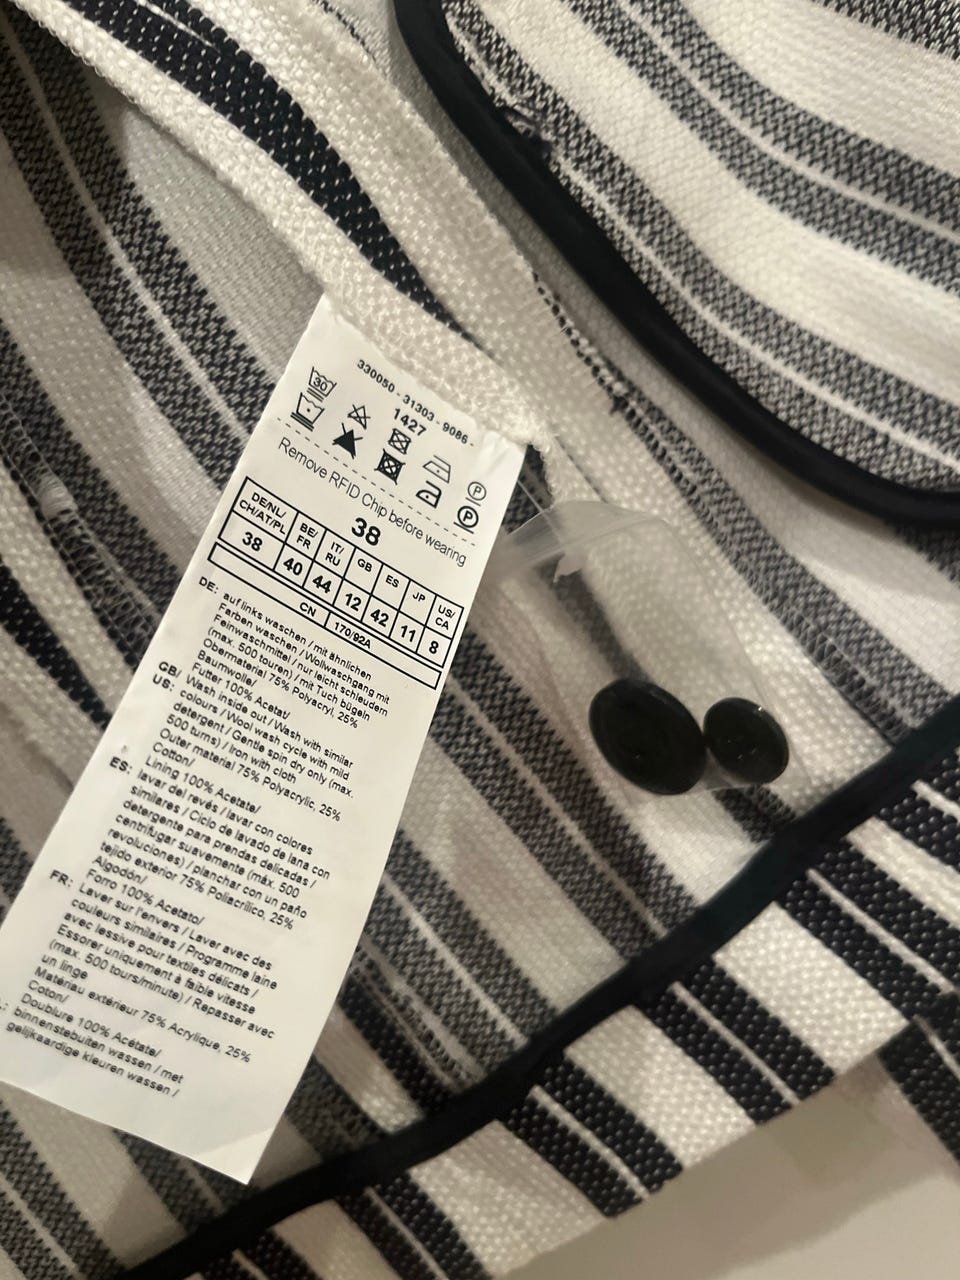 330050 - 31303 - 9086 -
1427
30
P
P
Remove RFID Chip before wearing
38
DE/NL/ CH/AT/PL BE/ FR IT/ RU GB ES JP US/ CA
38 40 44 12 42 11 8
CN 170/92A
DE: auf links waschen / mit ähnlichen
Farben waschen / Wollwaschgang mit
Feinwaschmittel / nur leicht schleudern
(max. 500 touren) / mit Tuch bügeln
Obermaterial 75% Polyacryl, 25%
Baumwolle/
Futter 100% Acetat/
GB/ US: Wash inside out / Wash with similar
colours / Wool wash cycle with mild
detergent / Gentle spin dry only (max.
500 turns) / Iron with cloth
Outer material 75% Polyacrylic, 25%
Cotton/
Lining 100% Acetate/
ES: lavar del revés / lavar con colores
similares / Ciclo de lavado de lana con
detergente para prendas delicadas /
centrifugar suavemente (máx. 500
revoluciones) / planchar con un paño
tejido exterior 75% Poliacrílico, 25%
Algodón/
Forro 100% Acetato/
FR: Laver sur l'envers / Laver avec des
couleurs similaires / Programme laine
avec lessive pour textiles délicats /
Essorer uniquement à faible vitesse
(max. 500 tours/minute) / Repasser avec
un linge
Matériau extérieur 75% Acrylique, 25%
Coton/
Doublure 100% Acétate/
binnenstebuiten wassen / met
gelijkaardige kleuren wassen /